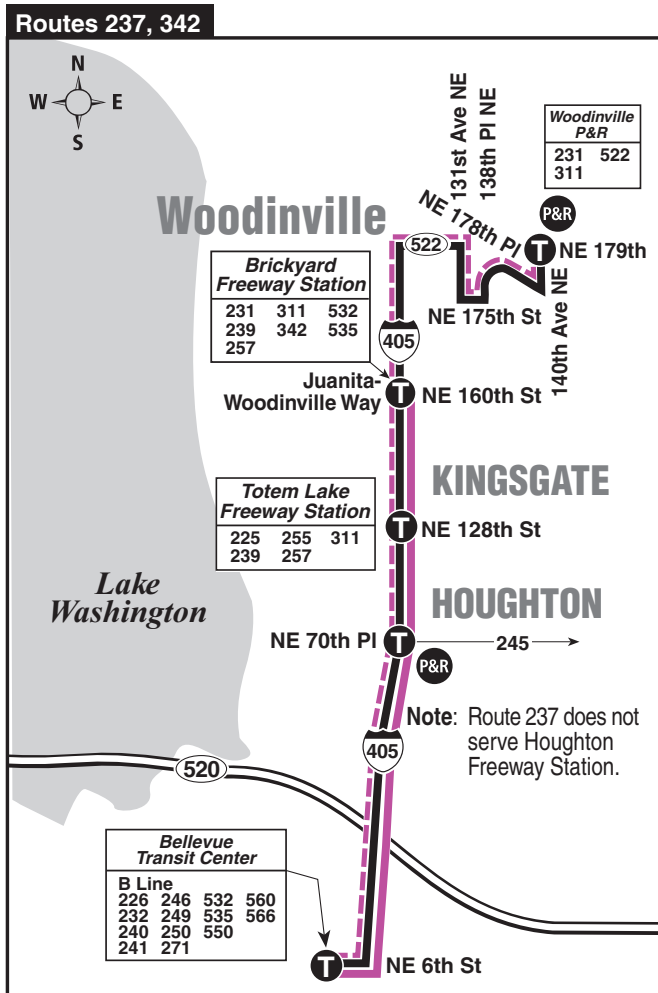 Routes 237, 342
N
W E
S
131st Ave NE
138th Pl NE
Woodinville
P&R
231 522
311
Woodinville
NE 178th Pl
P&R
522
T
NE 179th
Brickyard
Freeway Station
231 311 532
239 342 535
257
NE 175th St
140th Ave NE
405
Juanita-
Woodinville Way
T
NE 160th St
KINGSGATE
Totem Lake
Freeway Station
225 255 311
239 257
T
NE 128th St
Lake
Washington
HOUGHTON
NE 70th Pl
T
245
P&R
Note: Route 237 does not
serve Houghton
Freeway Station.
405
520
Bellevue
Transit Center
B Line
226 246 532 560
232 249 535 566
240 250 550
241 271
T
NE 6th St